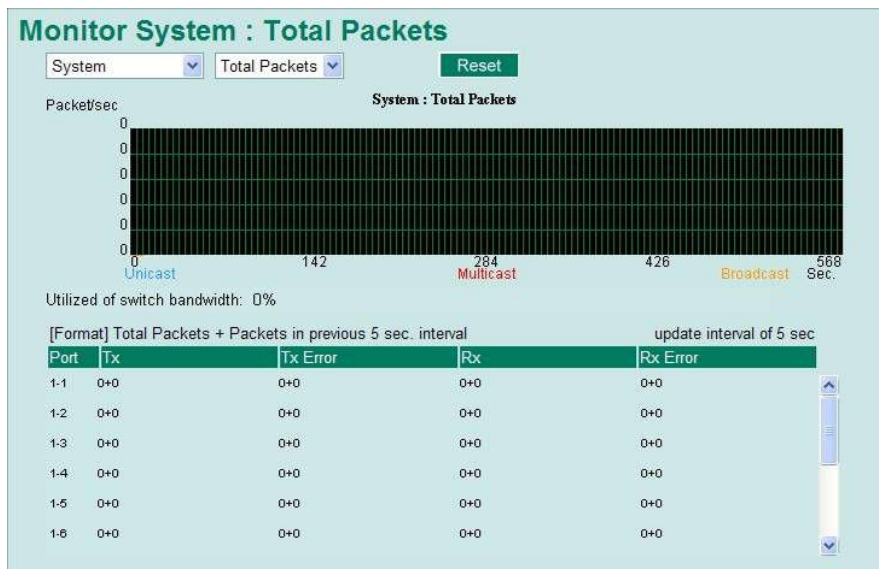 Monitor System : Total Packets
System Total Packets Reset
Packet/sec System : Total Packets
0
0
0
0
0
0
0 142 284 426 568
Unicast Multicast Broadcast Sec.
Utilized of switch bandwidth: 0%
[Format] Total Packets + Packets in previous 5 sec. interval update interval of 5 sec
Port Tx Tx Error Rx Rx Error
1-1 0+0 0+0 0+0 0+0
1-2 0+0 0+0 0+0 0+0
1-3 0+0 0+0 0+0 0+0
1-4 0+0 0+0 0+0 0+0
1-5 0+0 0+0 0+0 0+0
1-6 0+0 0+0 0+0 0+0